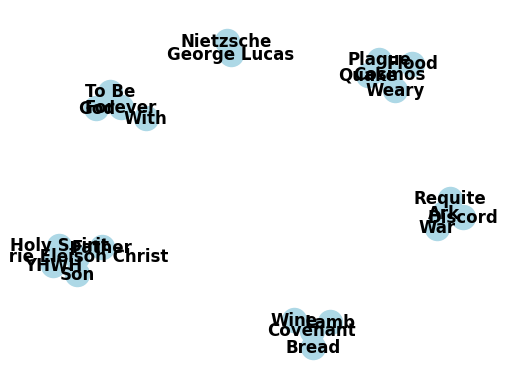 Nietzsche
George Lucas
Plague
Flood
Quake
Cosmos
Weary
To Be
God
Forever
With
Requite
Ark
Discord
War
Holy Spirit
Father
rie Eleison Christ
YHWH
Son
Wine
Lamb
Covenant
Bread